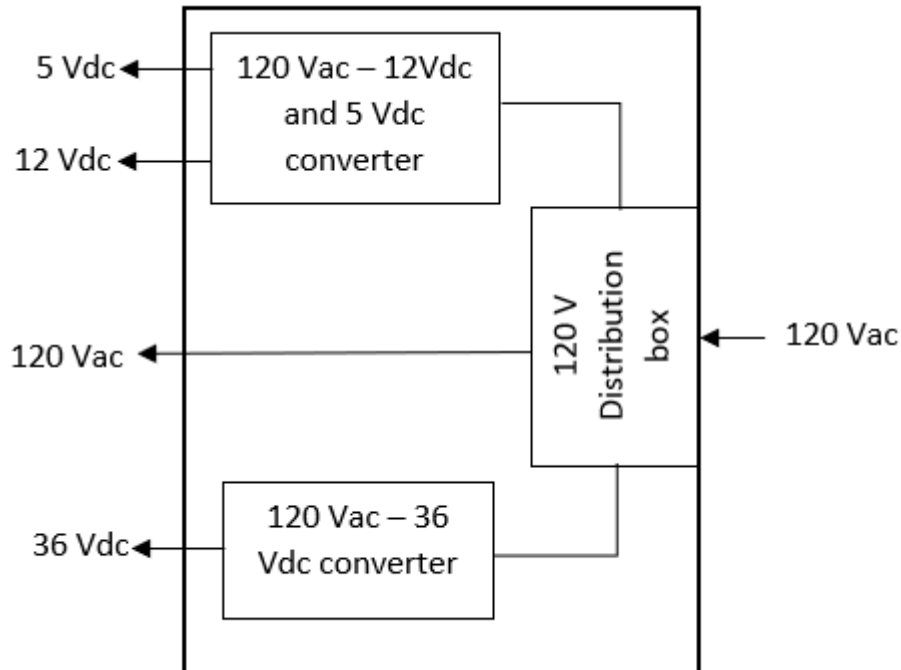 5 Vdc
12 Vdc
120 Vac – 12Vdc
and 5 Vdc
converter
120 V
Distribution
box
120 Vac
120 Vac
36 Vdc
120 Vac – 36
Vdc converter